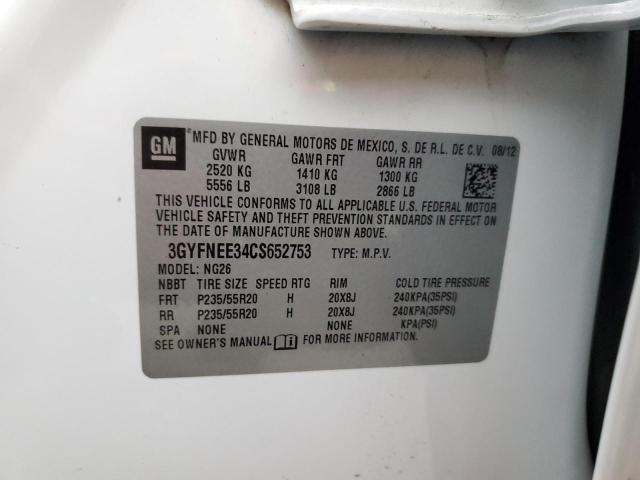 GM ®MFD BY GENERAL MOTORS DE MEXICO, S. DE R.L. DE C.V. 08/12
GVWR GAWR FRT GAWR RR
2520 KG 1410 KG 1300 KG
5556 LB 3108 LB 2866 LB
THIS VEHICLE CONFORMS TO ALL APPLICABLE U.S. FEDERAL MOTOR
VEHICLE SAFETY AND THEFT PREVENTION STANDARDS IN EFFECT ON
THE DATE OF MANUFACTURE SHOWN ABOVE.
3GYFNEE34CS652753 TYPE: M.P.V.
MODEL: NG26
NBBT TIRE SIZE SPEED RTG RIM COLD TIRE PRESSURE
FRT P235/55R20 H 20X8J 240KPA(35PSI)
RR P235/55R20 H 20X8J 240KPA(35PSI)
SPA NONE NONE KPA(PSI)
SEE OWNER'S MANUAL FOR MORE INFORMATION.